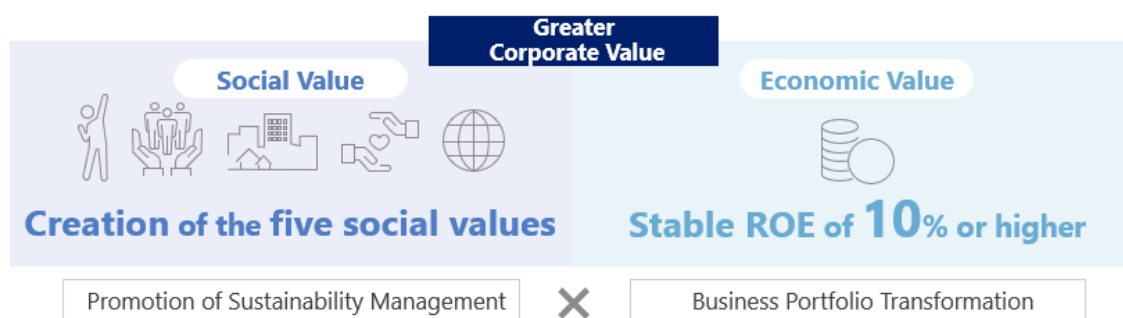 Greater
Corporate Value
Social Value
Economic Value
Creation of the five social values
Stable ROE of 10% or higher
Promotion of Sustainability Management
Business Portfolio Transformation